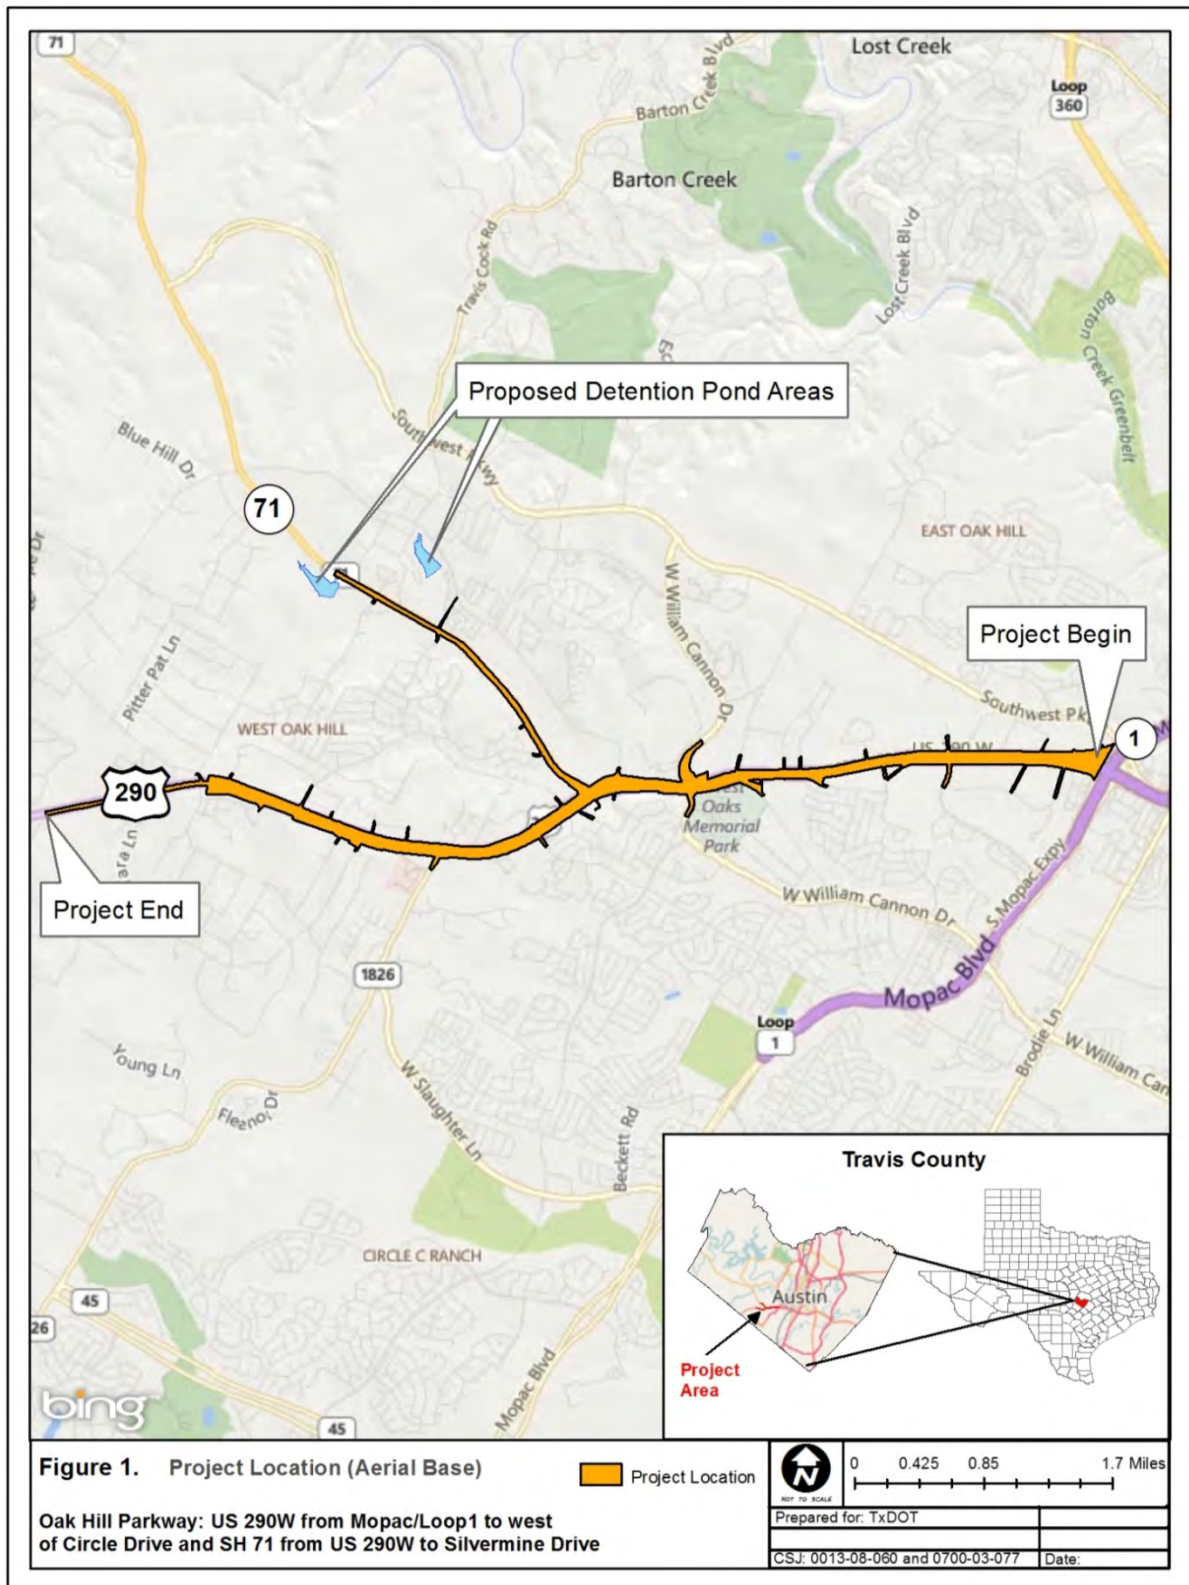 71
Lost Creek
Loop
360
Barton Creek Blvd
Barton Creek
Travis Cook Rd
Lost Creek Blvd
Barton
Creek Greenbelt
Proposed Detention Pond Areas
Southwest Pkwy
Blue Hill Dr
71
EAST OAK HILL
W William Cannon Dr
Project Begin
Pitter Pat Ln
WEST OAK HILL
Southwest Pk
1
US 290 W
290
Oaks
Memorial
Park
Project End
W William Cannon Dr
S Mopac Expy
Mopac Blvd
1826
Loop
1
Brodie Ln
W William Can
Young Ln
W Slaughter Ln
Beckett Rd
CIRCLE C RANCH
45
26
Mopac Blvd
45
bing
Travis County
Austin
Project
Area
Figure 1. Project Location (Aerial Base)
Project Location
Oak Hill Parkway: US 290W from Mopac/Loop1 to west
of Circle Drive and SH 71 from US 290W to Silvermine Drive
N
NOT TO SCALE
0 0.425 0.85 1.7 Miles
Prepared for: TxDOT
CSJ: 0013-08-060 and 0700-03-077
Date: